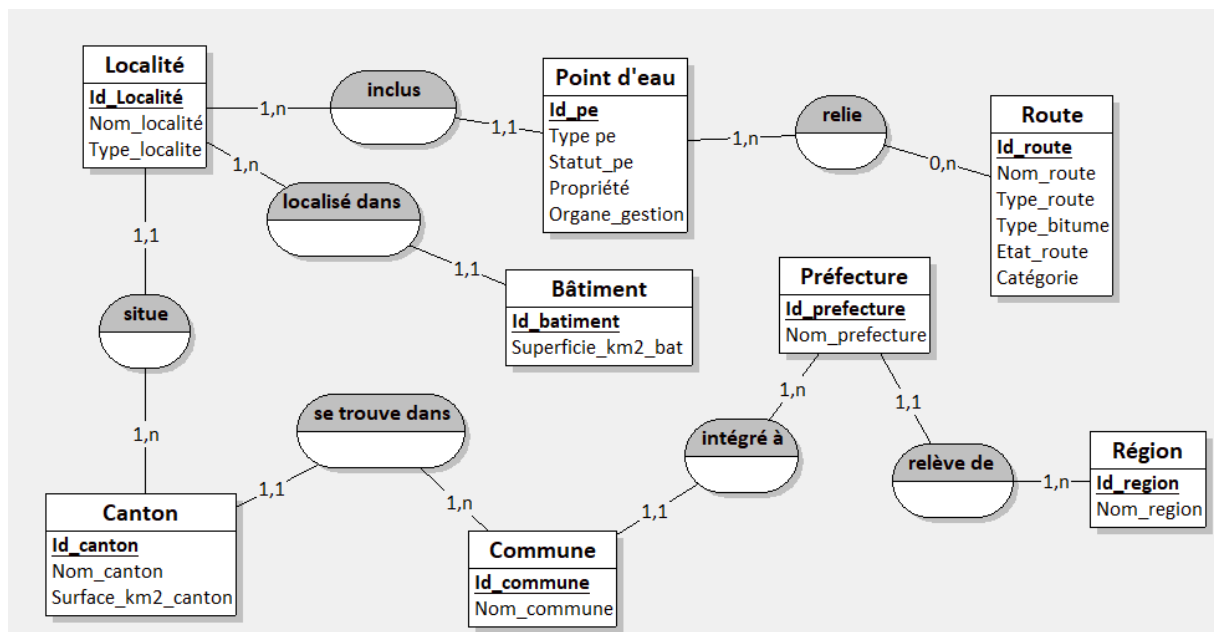 Localité
Id_Localité
Nom_localité
Type_localite
1,n
inclus
1,1
Point d'eau
Id_pe
Type pe
Statut_pe
Propriété
Organe_gestion
1,n
relie
0,n
Route
Id_route
Nom_route
Type_route
Type_bitume
Etat_route
Catégorie
1,n
localisé dans
1,1
Bâtiment
Id_batiment
Superficie_km2_bat
1,1
situe
1,n
Préfecture
Id_prefecture
Nom_prefecture
1,n
intégré à
1,1
1,1
relève de
1,n
Région
Id_region
Nom_region
se trouve dans
1,1
1,n
Canton
Id_canton
Nom_canton
Surface_km2_canton
Commune
Id_commune
Nom_commune